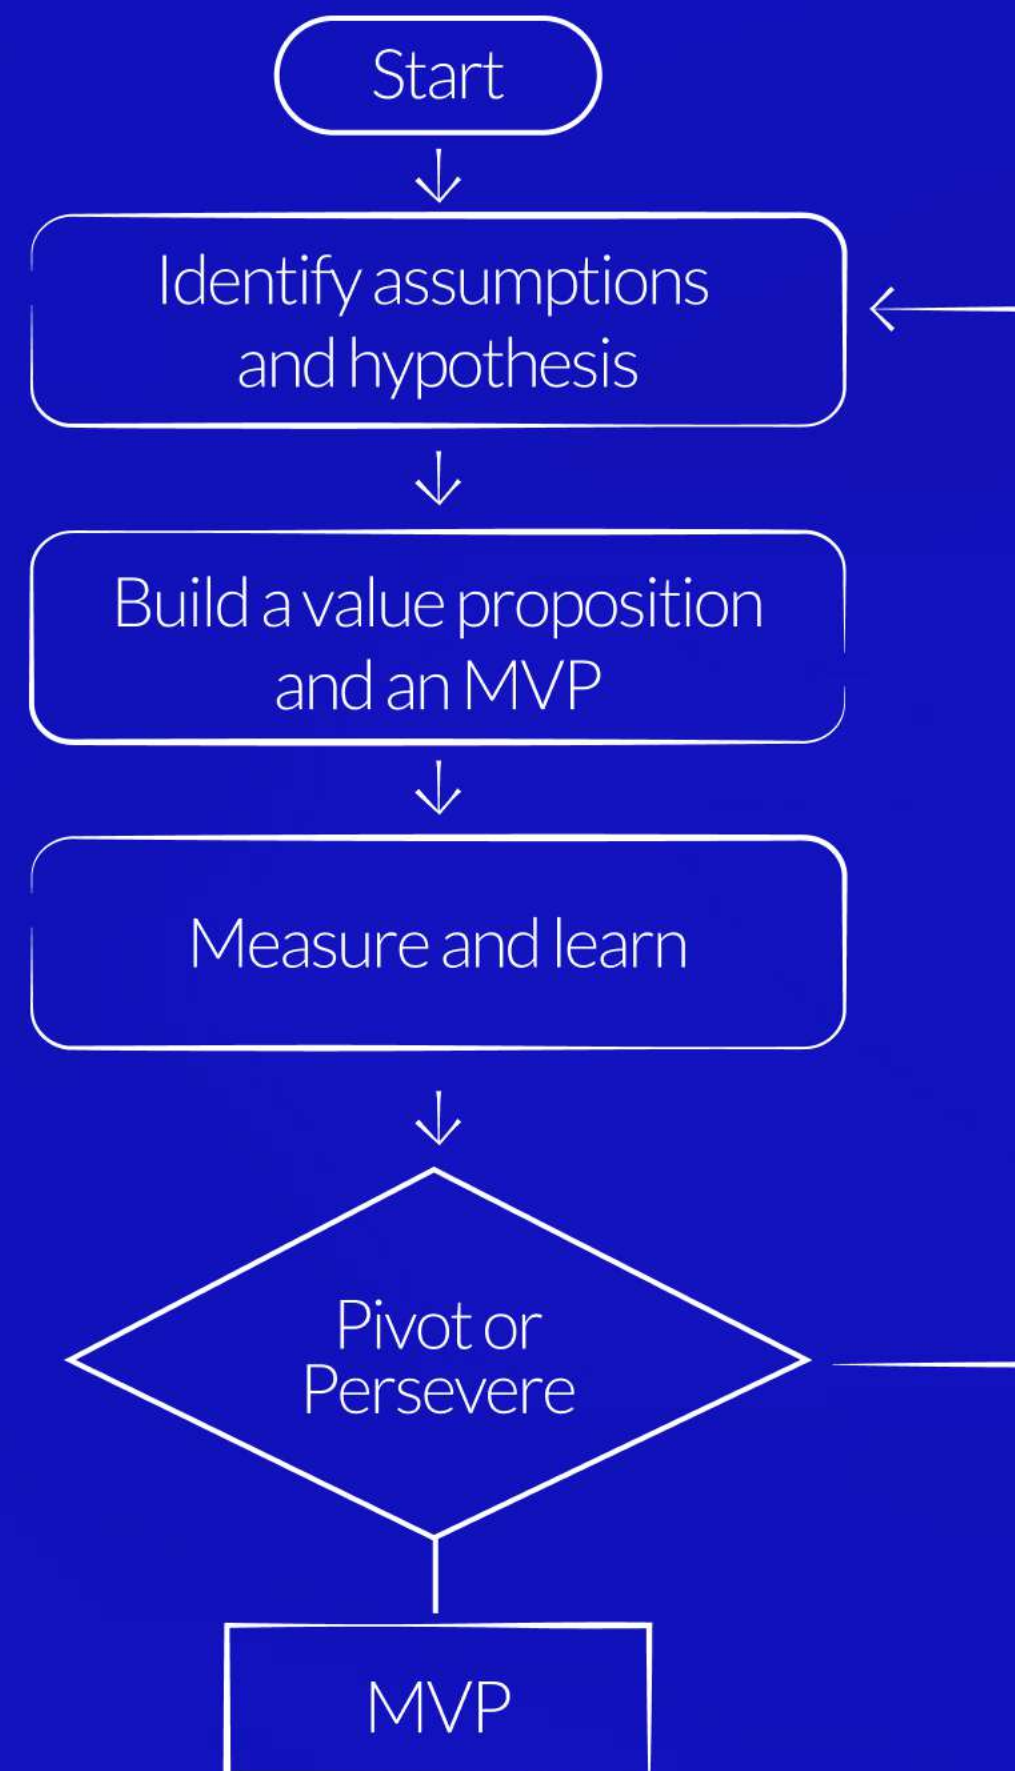 Start
Identify assumptions
and hypothesis
Build a value proposition
and an MVP
Measure and learn
Pivot or
Persevere
MVP